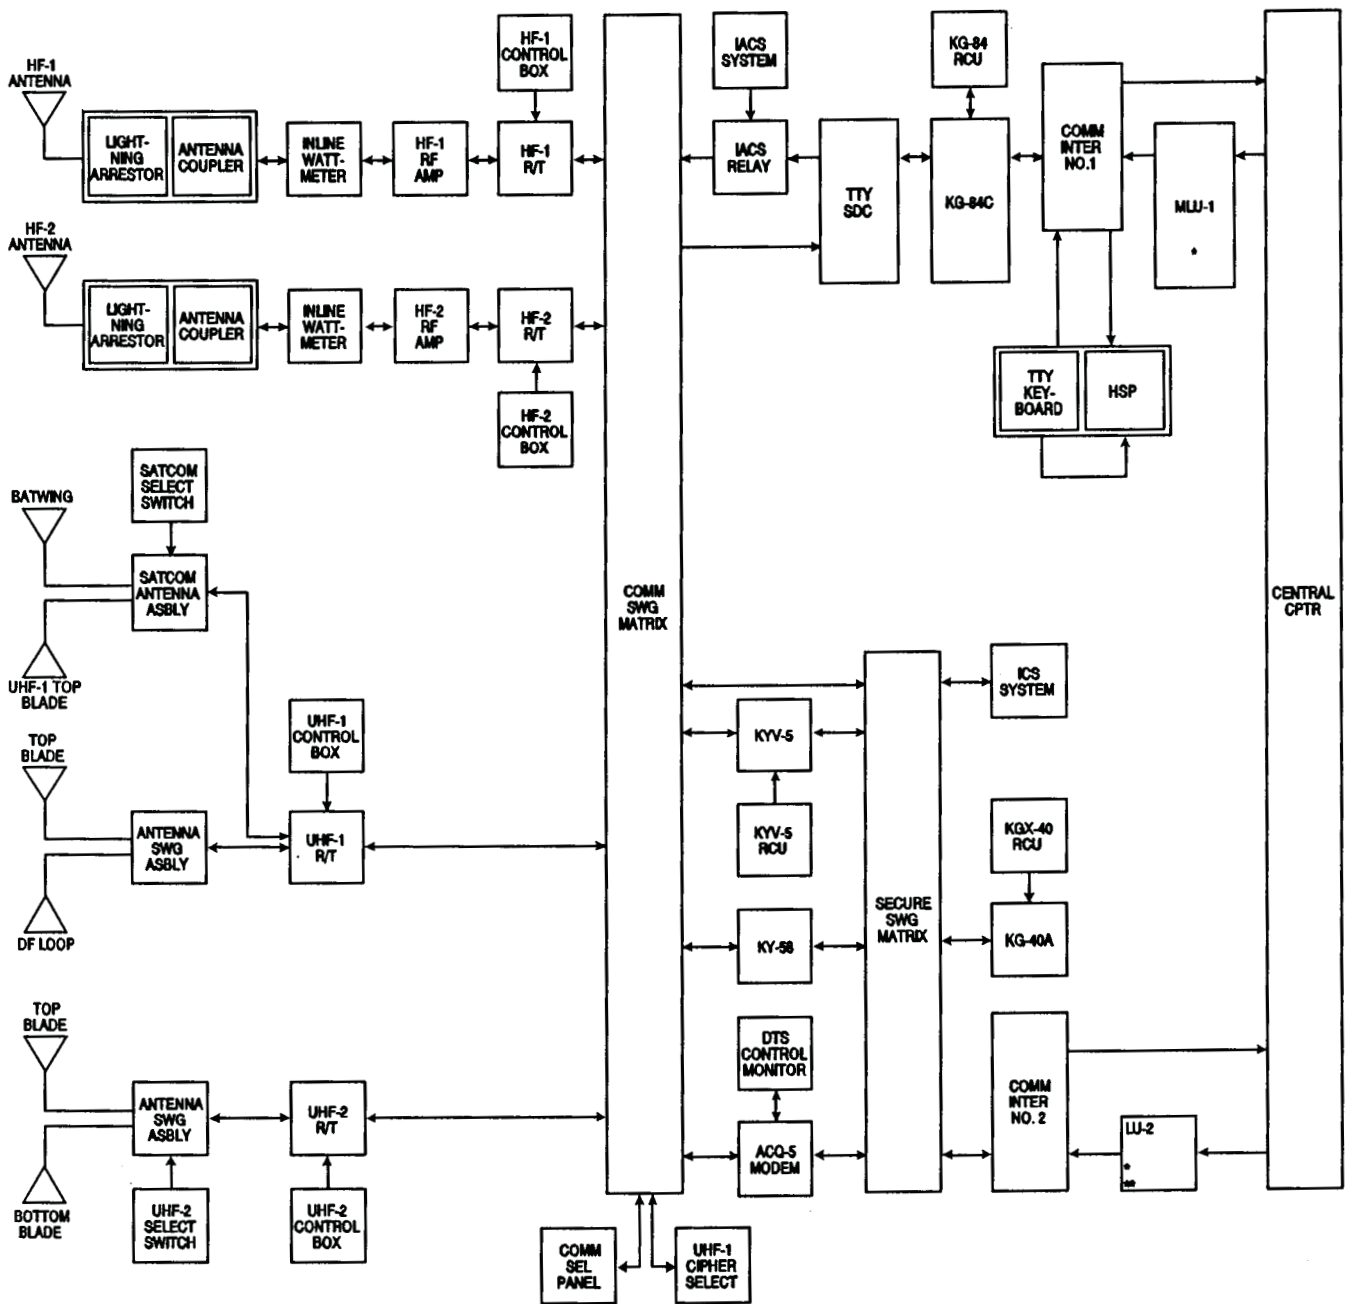 HF-1
ANTENNA
LIGHT-
NING
ARRESTOR
ANTENNA
COUPLER
INLINE
WATT-
METER
HF-1
RF
AMP
HF-1
CONTROL
BOX
HF-1
R/T
HF-2
ANTENNA
LIGHT-
NING
ARRESTOR
ANTENNA
COUPLER
INLINE
WATT-
METER
HF-2
RF
AMP
HF-2
R/T
HF-2
CONTROL
BOX
SATCOM
SELECT
SWITCH
BATWING
SATCOM
ANTENNA
ASBLY
UHF-1 TOP
BLADE
TOP
BLADE
UHF-1
CONTROL
BOX
ANTENNA
SWG
ASBLY
UHF-1
R/T
DF LOOP
TOP
BLADE
ANTENNA
SWG
ASBLY
UHF-2
R/T
BOTTOM
BLADE
UHF-2
SELECT
SWITCH
UHF-2
CONTROL
BOX
COMM
SWG
MATRIX
COMM
SEL
PANEL
UHF-1
CIPHER
SELECT
IACS
SYSTEM
IACS
RELAY
TTY
SDC
KG-84
RCU
KG-84C
COMM
INTER
NO.1
MLU-1
*
TTY
KEY-
BOARD
HSP
CENTRAL
CPTR
ICS
SYSTEM
KYV-5
KYV-5
RCU
KY-58
SECURE
SWG
MATRIX
KGX-40
RCU
KG-40A
DTS
CONTROL
MONITOR
ACQ-5
MODEM
COMM
INTER
NO. 2
LU-2
*
**